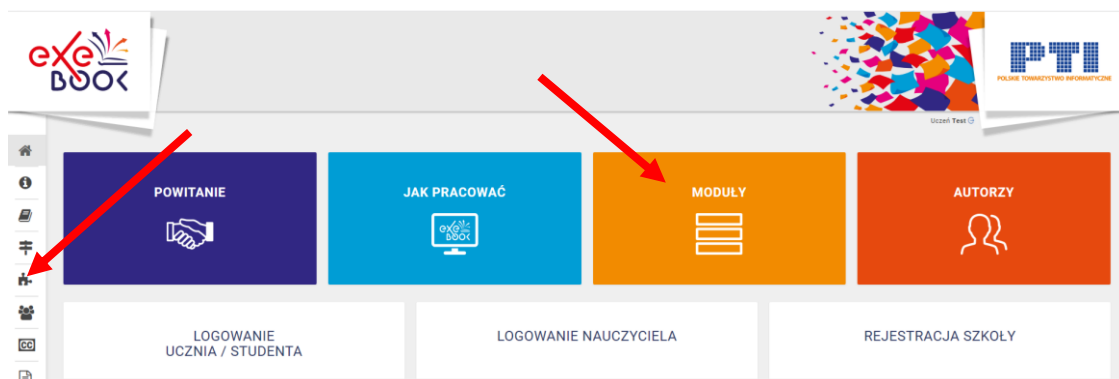 exe
BOOK
PTI
POLSKIE TOWARZYSTWO INFORMATYCZNE
Uczeń Test
POWITANIE
JAK PRACOWAĆ
MODUŁY
AUTORZY
exe
BOOK
LOGOWANIE
UCZNIA / STUDENTA
LOGOWANIE NAUCZYCIELA
REJESTRACJA SZKOŁY
CC